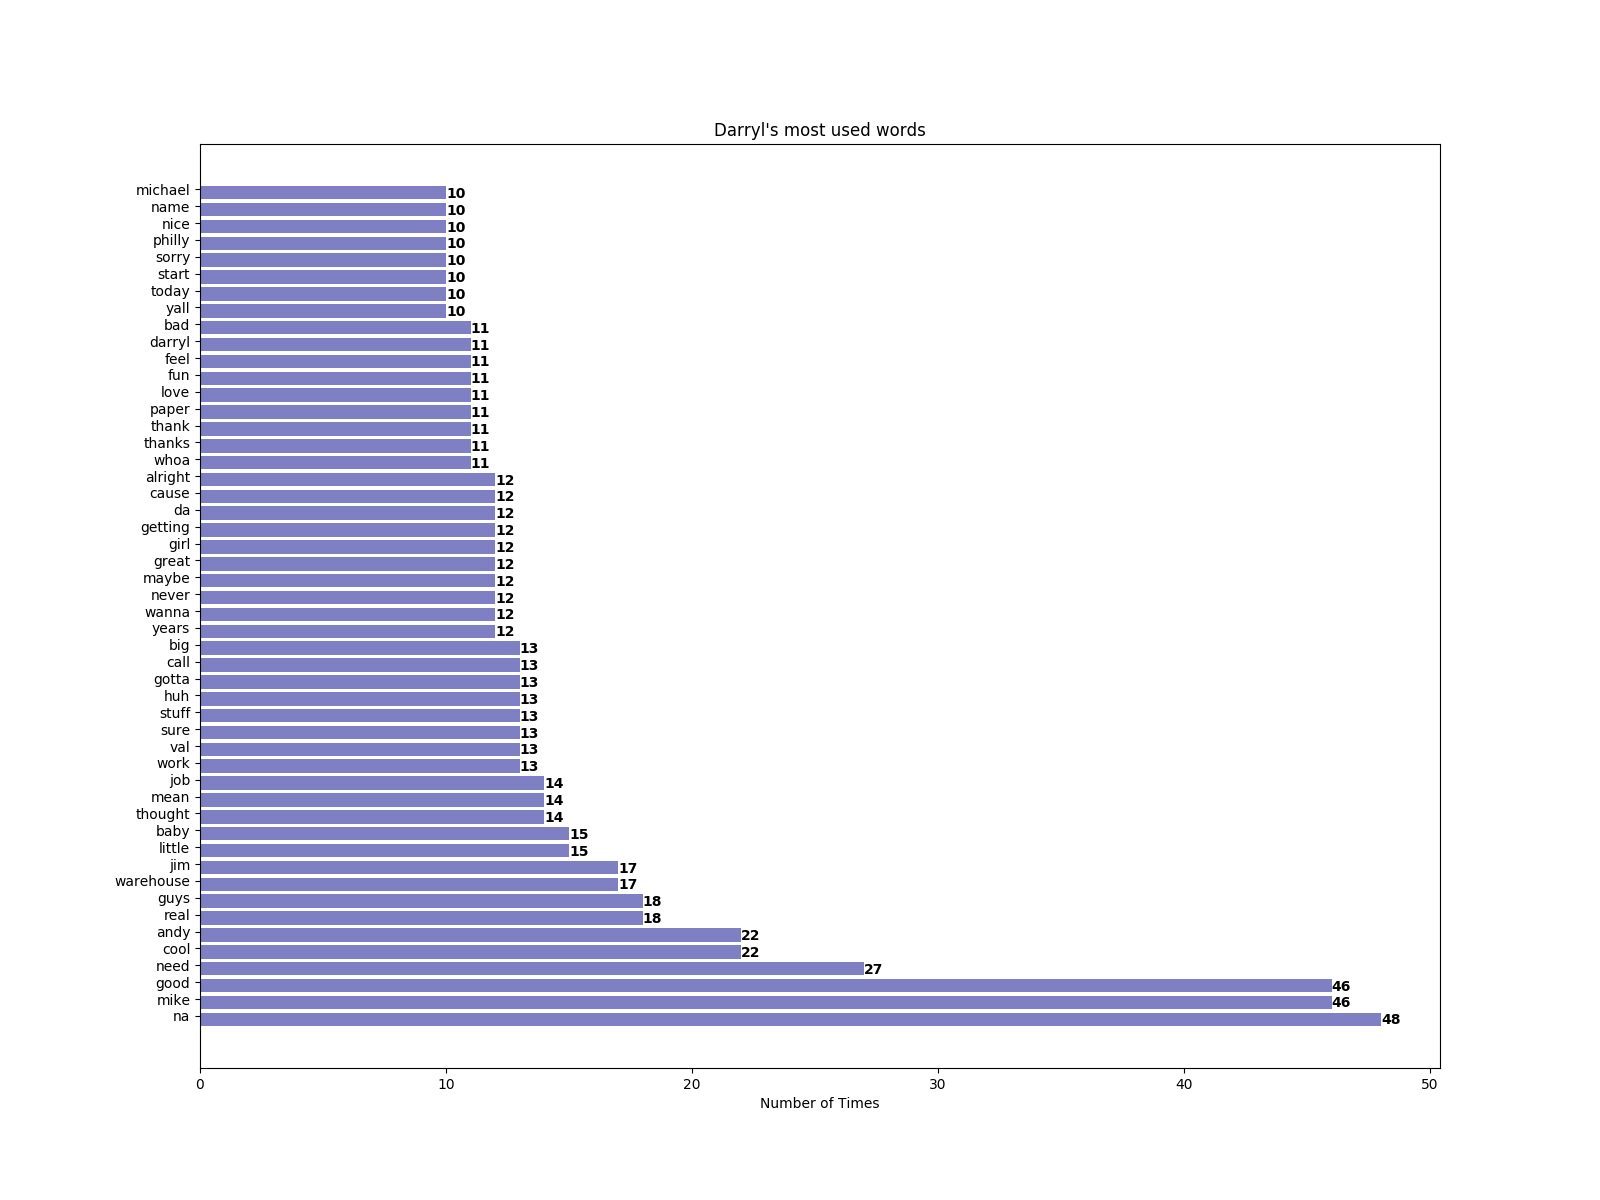 Darryl's most used words
michael 10
name 10
nice 10
philly 10
sorry 10
start 10
today 10
yall 10
bad 11
darryl 11
feel 11
fun 11
love 11
paper 11
thank 11
thanks 11
whoa 11
alright 12
cause 12
da 12
getting 12
girl 12
great 12
maybe 12
never 12
wanna 12
years 12
big 13
call 13
gotta 13
huh 13
stuff 13
sure 13
val 13
work 13
job 14
mean 14
thought 14
baby 15
little 15
jim 17
warehouse 17
guys 18
real 18
andy 22
cool 22
need 27
good 46
mike 46
na 48
0 10 20 30 40 50
Number of Times